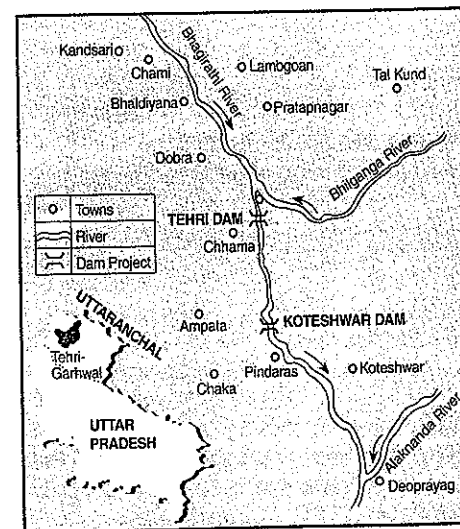 Kandsari
Chami
Bhagirathi River
Lambogoan
Tal Kund
Bhaldiyana
Pratapnagar
Dobra
Bhilganga River
Towns
River
Dam Project
TEHRI DAM
Chhama
UTTARANCHAL
Tehri-
Garhwal
UTTAR
PRADESH
Ampata
KOTESHWAR DAM
Pindaras
Koteshwar
Chaka
Alaknanda River
Deoprayag